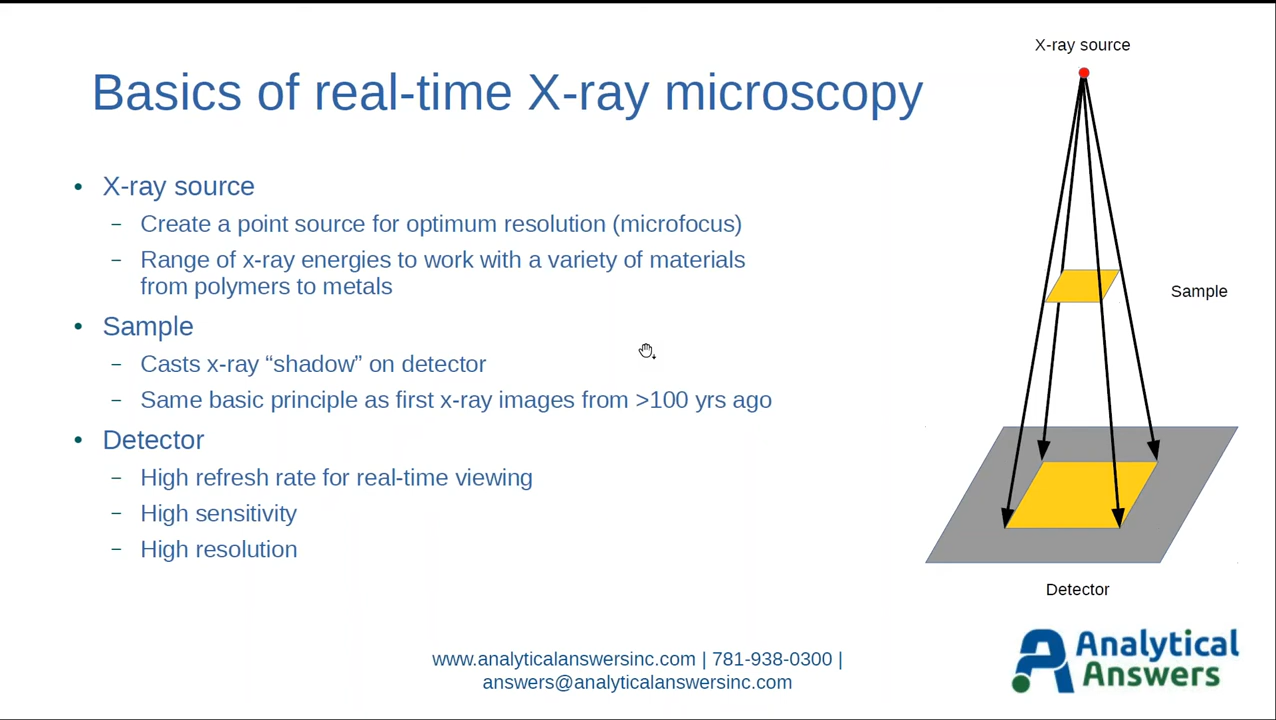 X-ray source
Basics of real-time X-ray microscopy
• X-ray source
– Create a point source for optimum resolution (microfocus)
– Range of x-ray energies to work with a variety of materials
from polymers to metals
• Sample
– Casts x-ray “shadow” on detector
– Same basic principle as first x-ray images from >100 yrs ago
• Detector
– High refresh rate for real-time viewing
– High sensitivity
– High resolution
Sample
Detector
www.analyticalanswersinc.com | 781-938-0300 |
answers@analyticalanswersinc.com
Analytical
Answers